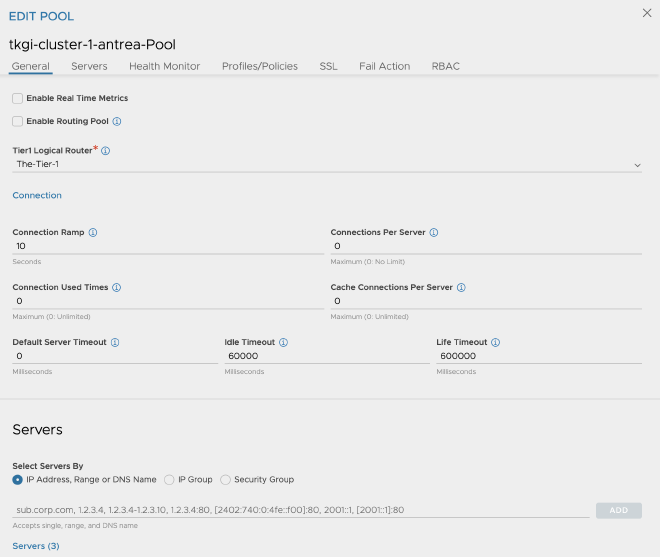 EDIT POOL
tkgi-cluster-1-antrea-Pool
General Servers Health Monitor Profiles/Policies SSL Fail Action RBAC
Enable Real Time Metrics
Enable Routing Pool
Tier1 Logical Router*
The-Tier-1
Connection
Connection Ramp Connections Per Server
10 0
Seconds Maximum (0: No Limit)
Connection Used Times Cache Connections Per Server
0 0
Maximum (0: Unlimited) Maximum (0: Unlimited)
Default Server Timeout Idle Timeout Life Timeout
0 60000 600000
Milliseconds Milliseconds Milliseconds
Servers
Select Servers By
IP Address, Range or DNS Name IP Group Security Group
sub.corp.com, 1.2.3.4, 1.2.3.4-1.2.3.10, 1.2.3.4:80, [2402:740:0:4fe::f00]:80, 2001::1, [2001::1]:80 ADD
Accepts single, range, and DNS name
Servers (3)